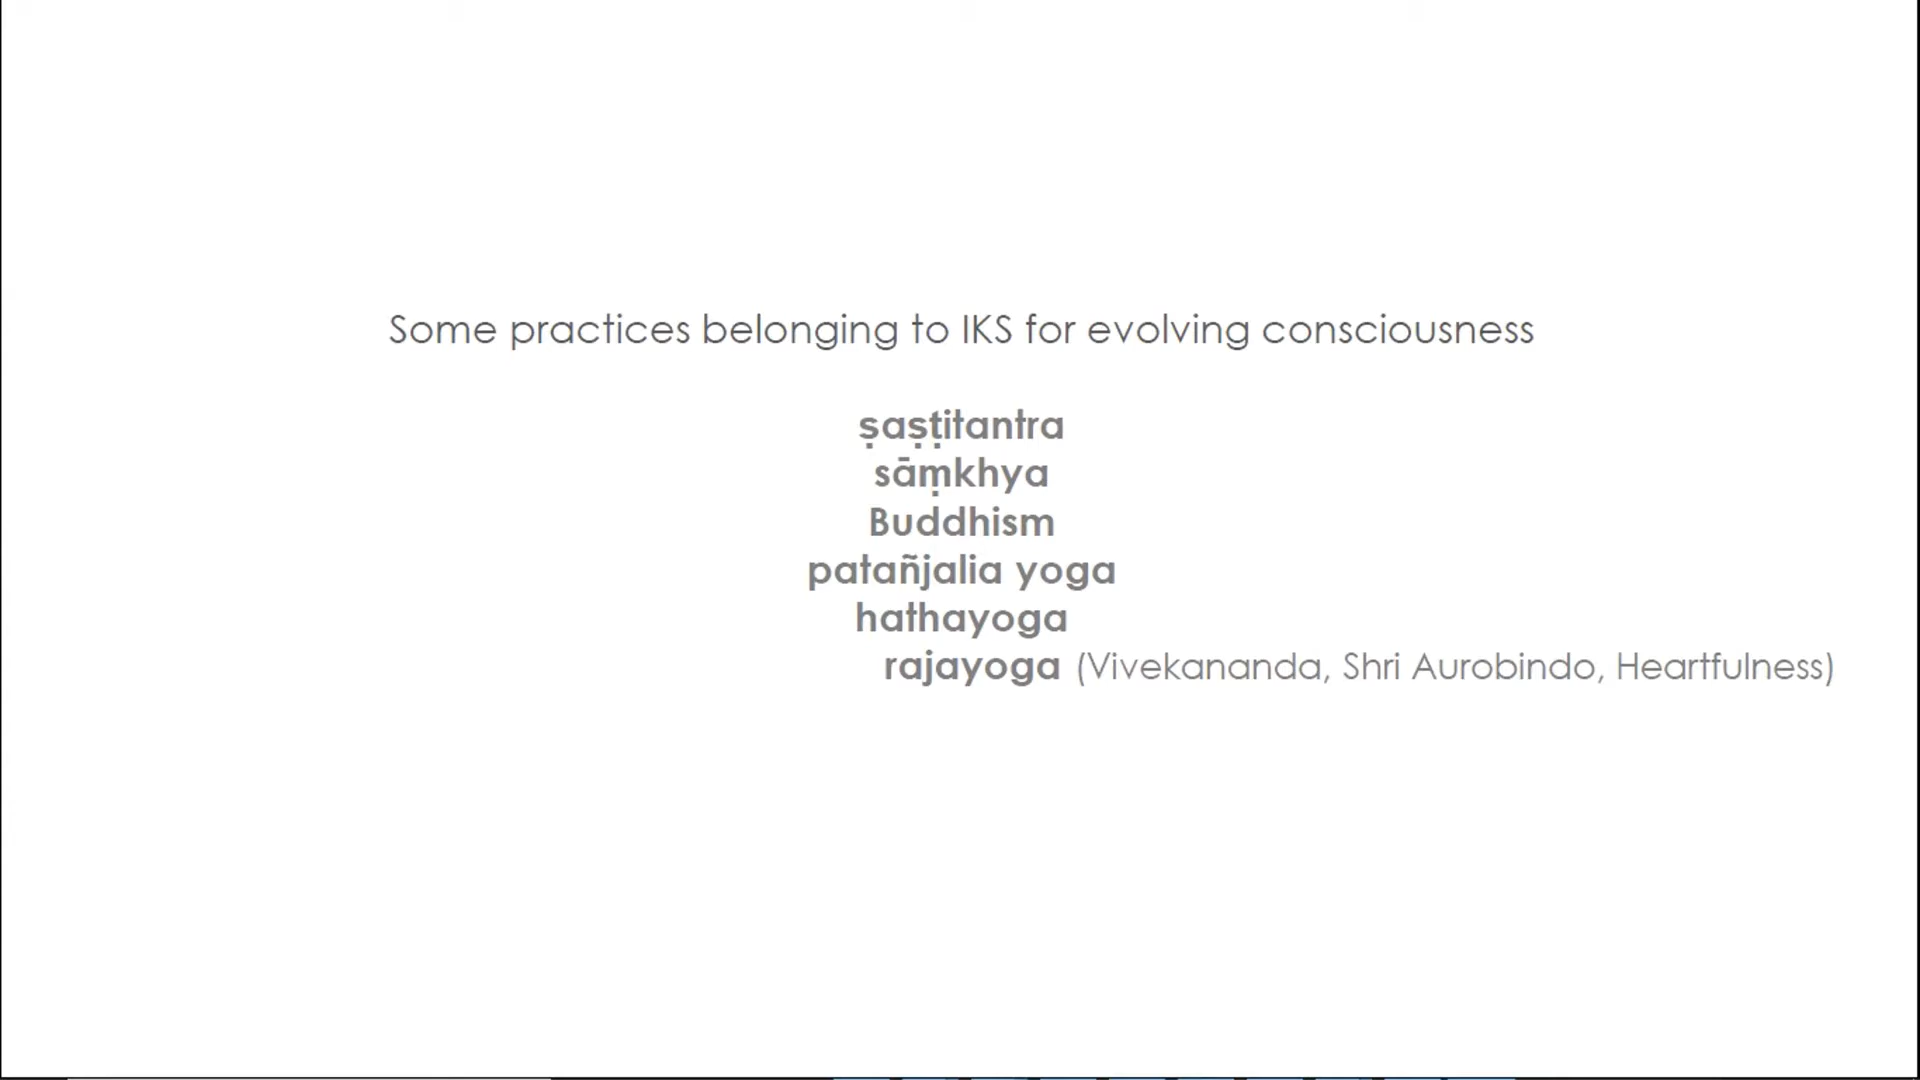 Some practices belonging to IKS for evolving consciousness
ṣaṣṭitantra
sāṃkhya
Buddhism
patañjalia yoga
hathayoga
rajayoga (Vivekananda, Shri Aurobindo, Heartfulness)